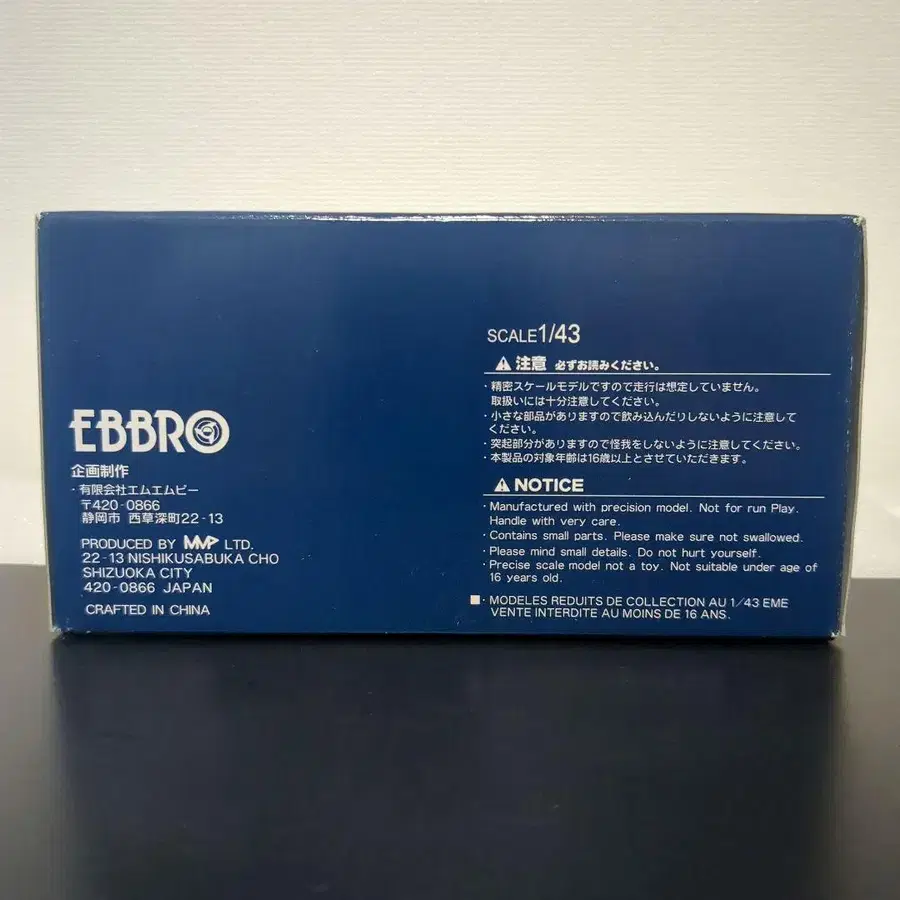 EBBRO
企画制作
・有限会社エムエムピー
〒420-0866
静岡市 西草深町22-13
PRODUCED BY MMP LTD.
22-13 NISHIKUSABUKA CHO
SHIZUOKA CITY
420-0866 JAPAN
CRAFTED IN CHINA
SCALE1/43
⚠注意 必ずお読みください。
・精密スケールモデルですので走行は想定していません。
取扱いには十分注意してください。
・小さな部品がありますので飲み込んだりしないように注意して
ください。
・突起部分がありますので怪我をしないように注意してください。
・本製品の対象年齢は16歳以上とさせていただきます。
⚠NOTICE
・Manufactured with precision model. Not for run Play.
Handle with very care.
・Contains small parts. Please make sure not swallowed.
・Please mind small details. Do not hurt yourself.
・Precise scale model not a toy. Not suitable under age of
16 years old.
■・MODELES REDUITS DE COLLECTION AU 1/43 EME
VENTE INTERDITE AU MOINS DE 16 ANS.